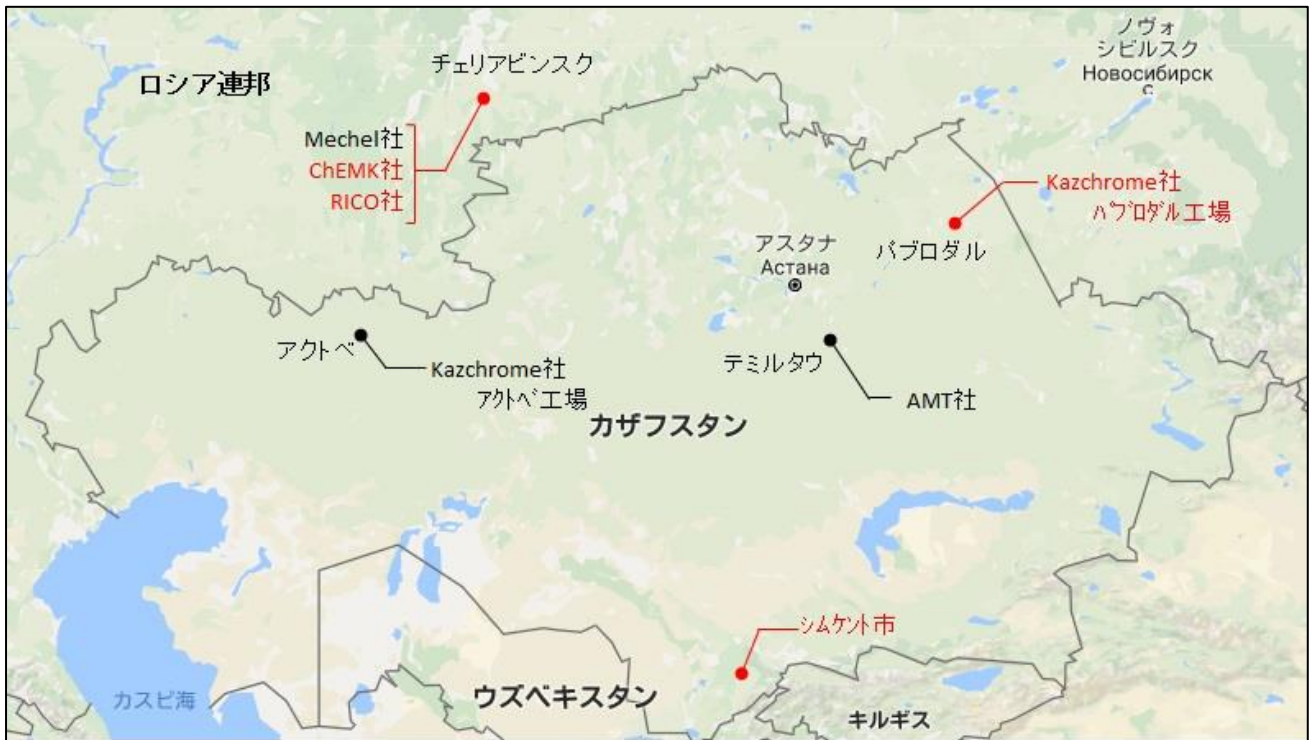 ノヴォ
シビルスク
Новосибирск
チェリアビンスク
ロシア連邦
Mechel社
ChEMK社
RICO社
Kazchrome社
ﾊﾟﾌﾞﾛﾀﾞﾙ工場
パブロダル
アスタナ
Астана
アクトベ
Kazchrome社
ｱｸﾄﾍﾞ工場
テミルタウ
AMT社
カザフスタン
ｼﾑｹﾝﾄ市
カスピ海
ウズベキスタン
キルギス